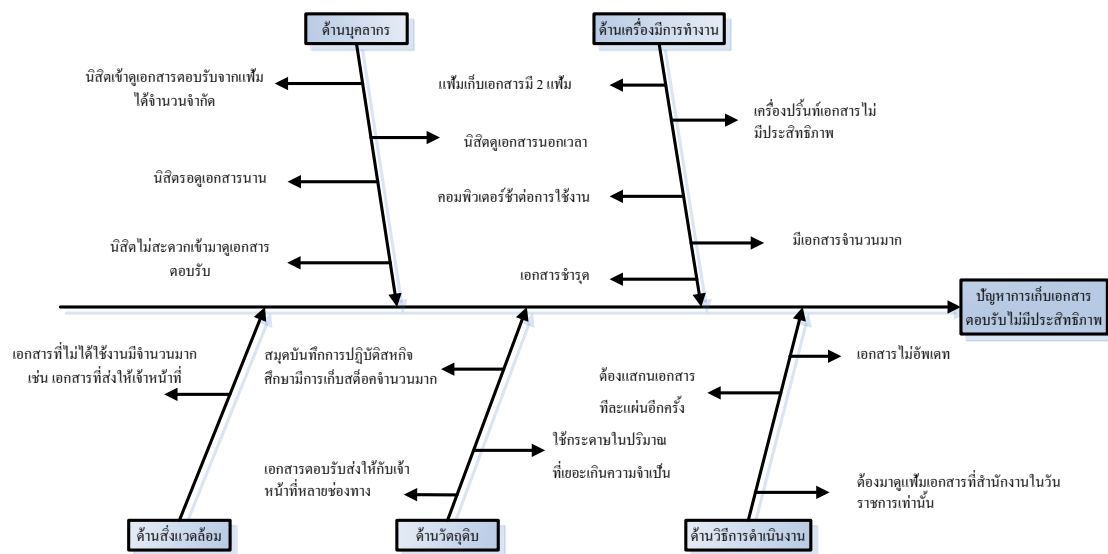 ด้านบุคลากร
ด้านเครื่องมีการทำงาน
นิสิตเข้าดูเอกสารตอบรับจากแฟ้ม
ได้จำนวนจำกัด
แฟ้มเก็บเอกสารมี 2 แฟ้ม
เครื่องปริ้นท์เอกสารไม่
มีประสิทธิภาพ
นิสิตดูเอกสารนอกเวลา
นิสิตรอดูเอกสารนาน
คอมพิวเตอร์ช้าต่อการใช้งาน
นิสิตไม่สะดวกเข้ามาดูเอกสาร
ตอบรับ
มีเอกสารจำนวนมาก
เอกสารชำรุด
ปัญหาการเก็บเอกสาร
ตอบรับไม่มีประสิทธิภาพ
เอกสารที่ไม่ได้ใช้งานมีจำนวนมาก
เช่น เอกสารที่ส่งให้เจ้าหน้าที่
สมุดบันทึกการปฏิบัติสหกิจ
ศึกษามีการเก็บสต็อคจำนวนมาก
เอกสารไม่อัพเดท
ต้องแสกนเอกสาร
ทีละแผ่นอีกครั้ง
ใช้กระดาษในปริมาณ
ที่เยอะเกินความจำเป็น
เอกสารตอบรับส่งให้กับเจ้า
หน้าที่หลายช่องทาง
ต้องมาดูแฟ้มเอกสารที่สำนักงานในวัน
ราชการเท่านั้น
ด้านสิ่งแวดล้อม
ด้านวัตถุดิบ
ด้านวิธีการดำเนินงาน